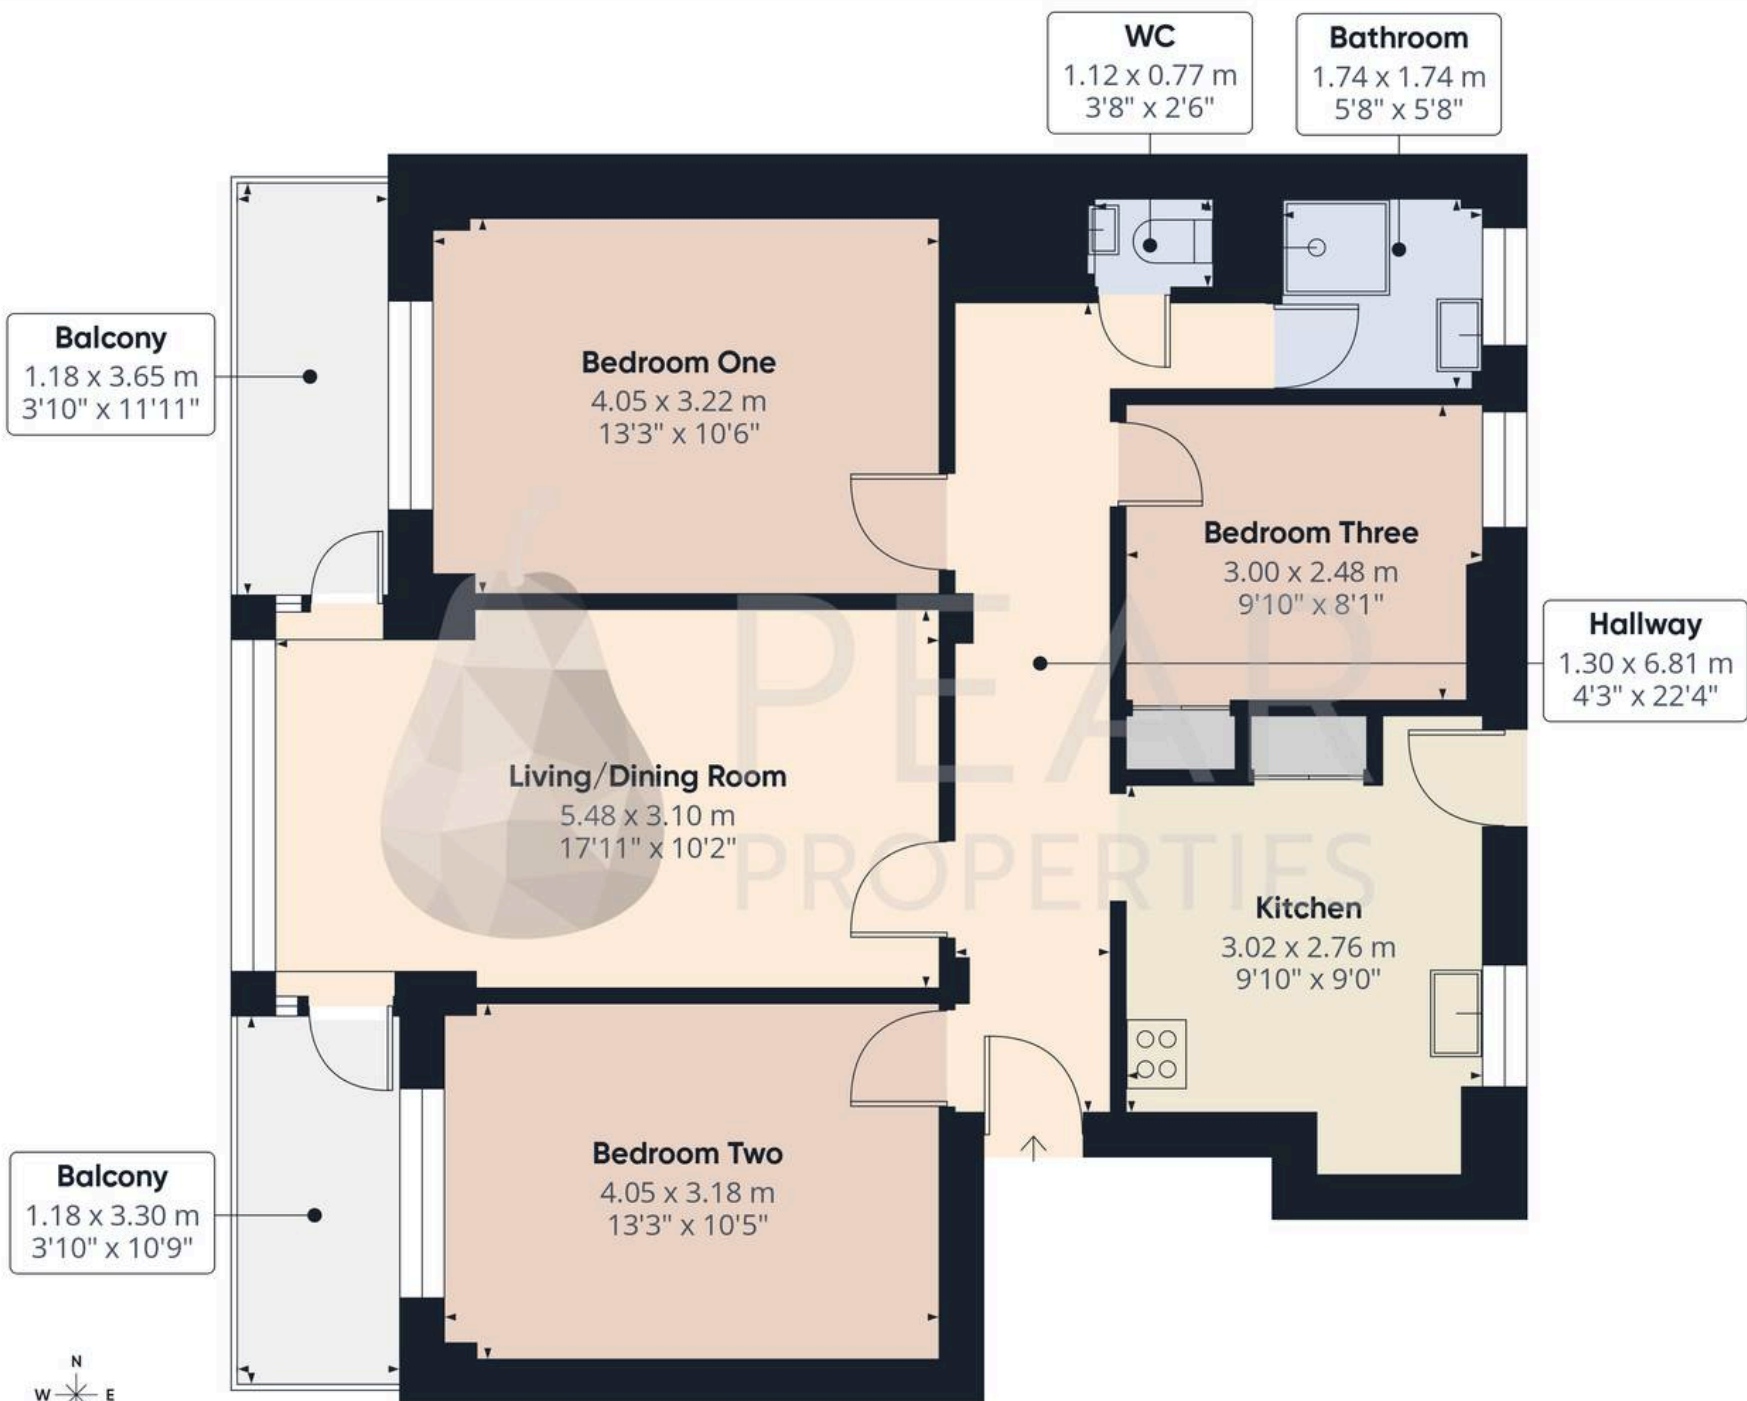 WC
1.12 x 0.77 m
3'8" x 2'6"
Bathroom
1.74 x 1.74 m
5'8" x 5'8"
Balcony
1.18 x 3.65 m
3'10" x 11'11"
Bedroom One
4.05 x 3.22 m
13'3" x 10'6"
Bedroom Three
3.00 x 2.48 m
9'10" x 8'1"
Hallway
1.30 x 6.81 m
4'3" x 22'4"
PEAR
PROPERTIES
Living/Dining Room
5.48 x 3.10 m
17'11" x 10'2"
Kitchen
3.02 x 2.76 m
9'10" x 9'0"
Balcony
1.18 x 3.30 m
3'10" x 10'9"
Bedroom Two
4.05 x 3.18 m
13'3" x 10'5"
N
W E